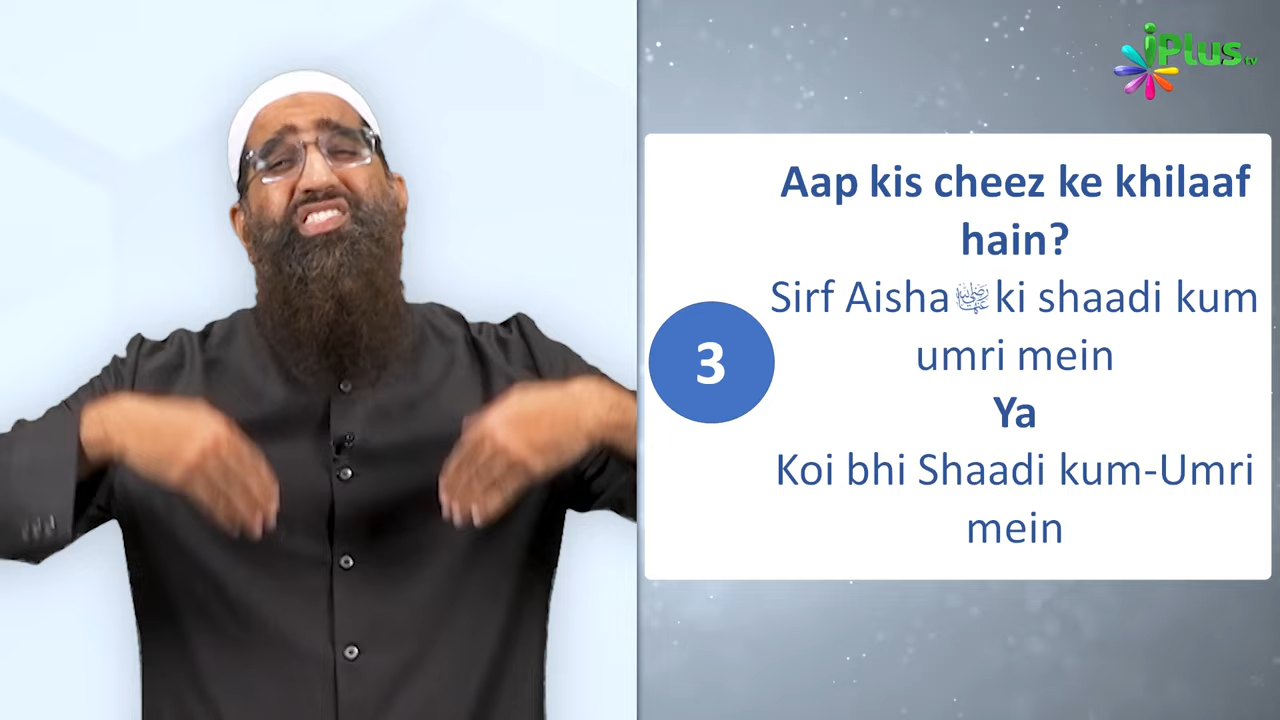 iPlus tv
Aap kis cheez ke khilaaf
hain?
Sirf Aisha رضي الله عنها ki shaadi kum
umri mein
3
Ya
Koi bhi Shaadi kum-Umri
mein